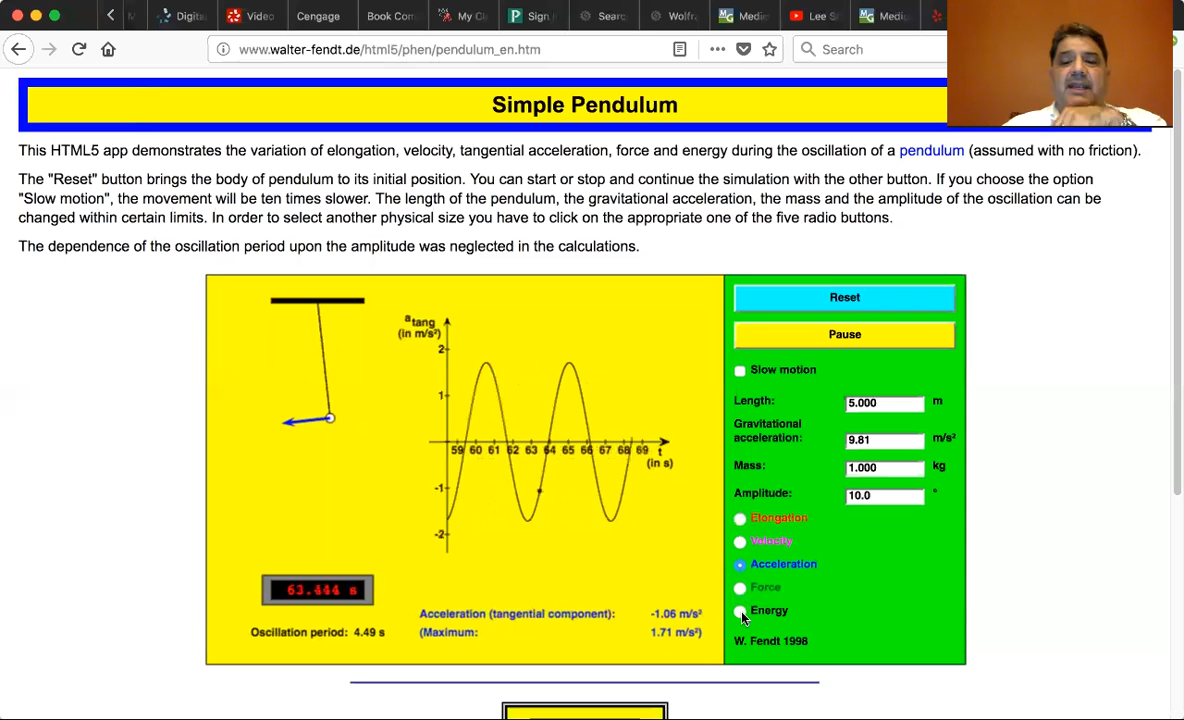 Digita
Video
Cengage
Book Com
My Cl
Sign
Searc
Wolfra
Medie
Lee S
Medic
www.walter-fendt.de/html5/phen/pendulum_en.htm
Search
Simple Pendulum
This HTML5 app demonstrates the variation of elongation, velocity, tangential acceleration, force and energy during the oscillation of a pendulum (assumed with no friction).
The "Reset" button brings the body of pendulum to its initial position. You can start or stop and continue the simulation with the other button. If you choose the option
"Slow motion", the movement will be ten times slower. The length of the pendulum, the gravitational acceleration, the mass and the amplitude of the oscillation can be
changed within certain limits. In order to select another physical size you have to click on the appropriate one of the five radio buttons.
The dependence of the oscillation period upon the amplitude was neglected in the calculations.
a tang
(in m/s²)
2
1
-1
-2
59 60 61 62 63 64 65 66 67 68 69 t
(in s)
63.444 s
Oscillation period: 4.49 s
Acceleration (tangential component): -1.06 m/s²
(Maximum: 1.71 m/s²)
Reset
Pause
Slow motion
Length: 5.000 m
Gravitational
acceleration: 9.81 m/s²
Mass: 1.000 kg
Amplitude: 10.0 °
Elongation
Velocity
Acceleration
Force
Energy
W. Fendt 1998